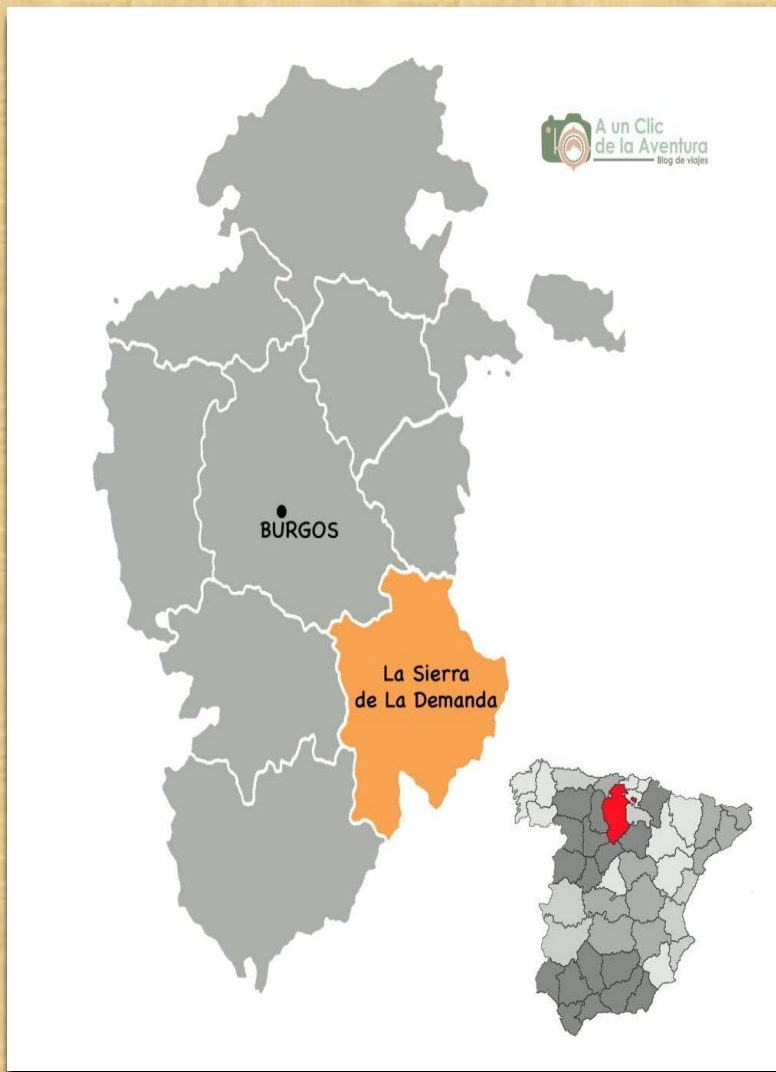 A un Clic
de la Aventura
Blog de viajes
BURGOS
La Sierra
de La Demanda